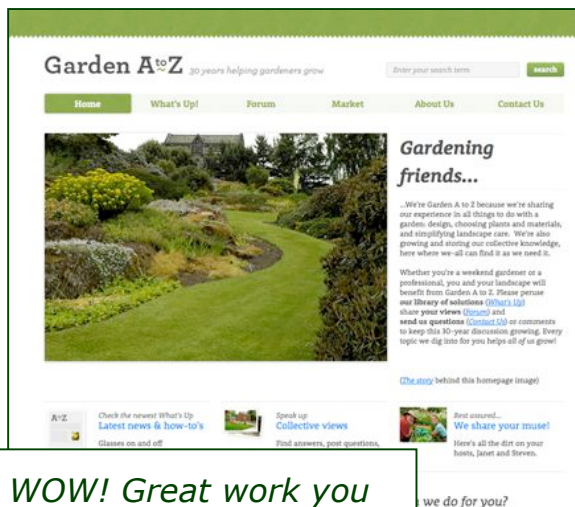 Garden AtoZ 30 years helping gardeners grow
Enter your search term search
Home What's Up! Forum Market About Us Contact Us
Gardening
friends...
...We're Garden A to Z because we're sharing
our experience in all things to do with a
garden: design, choosing plants and materials,
and simplifying landscape care. We're also
growing and storing our collective knowledge,
here where we-all can find it as we need it.
Whether you're a weekend gardener or a
professional, you and your landscape will
benefit from Garden A to Z. Please peruse
our library of solutions (What's Up)
share your views (Forum) and
send us questions (Contact Us) or comments
to keep this 30-year discussion growing. Every
topic we dig into for you helps all of us grow!
(The story behind this homepage image)
AtoZ
Check the newest What's Up
Latest news & how-to's
Glasses on and off
Speak up
Collective views
Find answers, post questions,
Rest assured...
We share your muse!
Here's all the dirt on your
hosts, Janet and Steven.
WOW! Great work you
we do for you?